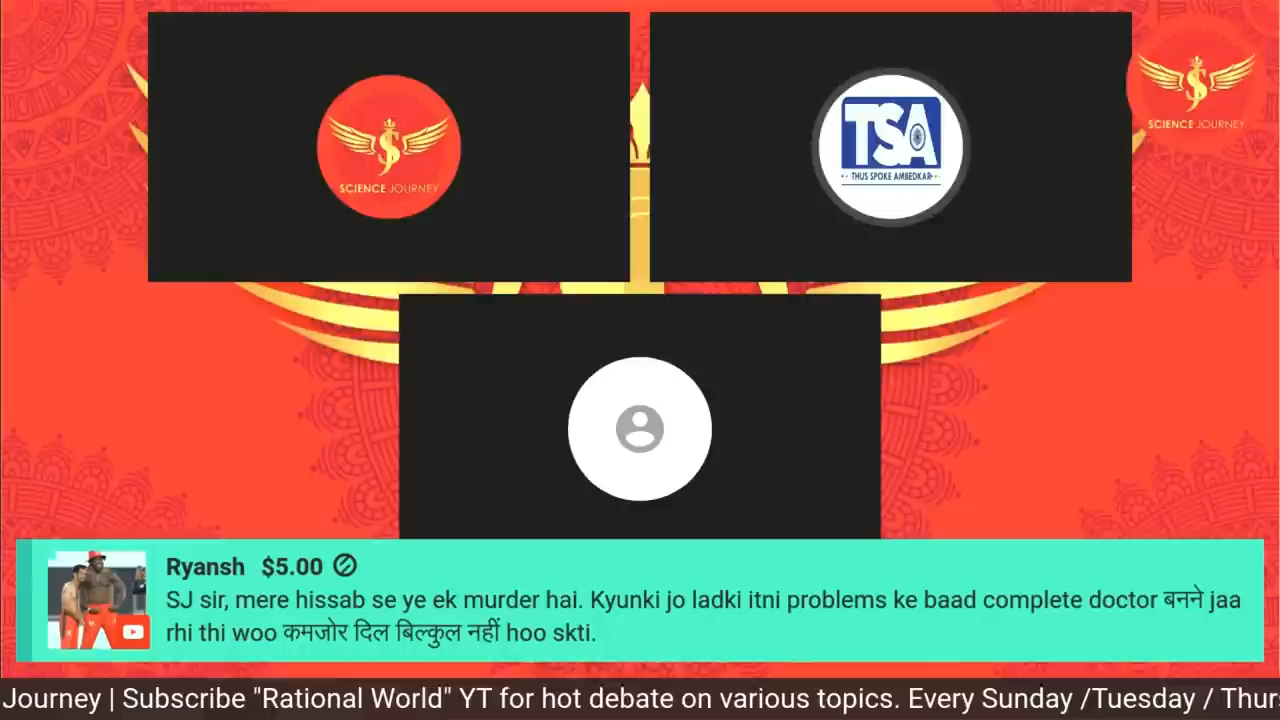 SCIENCE JOURNEY
TSA
THUS SPOKE AMBEDKAR
SCIENCE JOURNEY
Ryansh $5.00
SJ sir, mere hissab se ye ek murder hai. Kyunki jo ladki itni problems ke baad complete doctor बनने jaa
rhi thi woo कमजोर दिल बिल्कुल नहीं hoo skti.
Journey | Subscribe "Rational World" YT for hot debate on various topics. Every Sunday /Tuesday / Thur